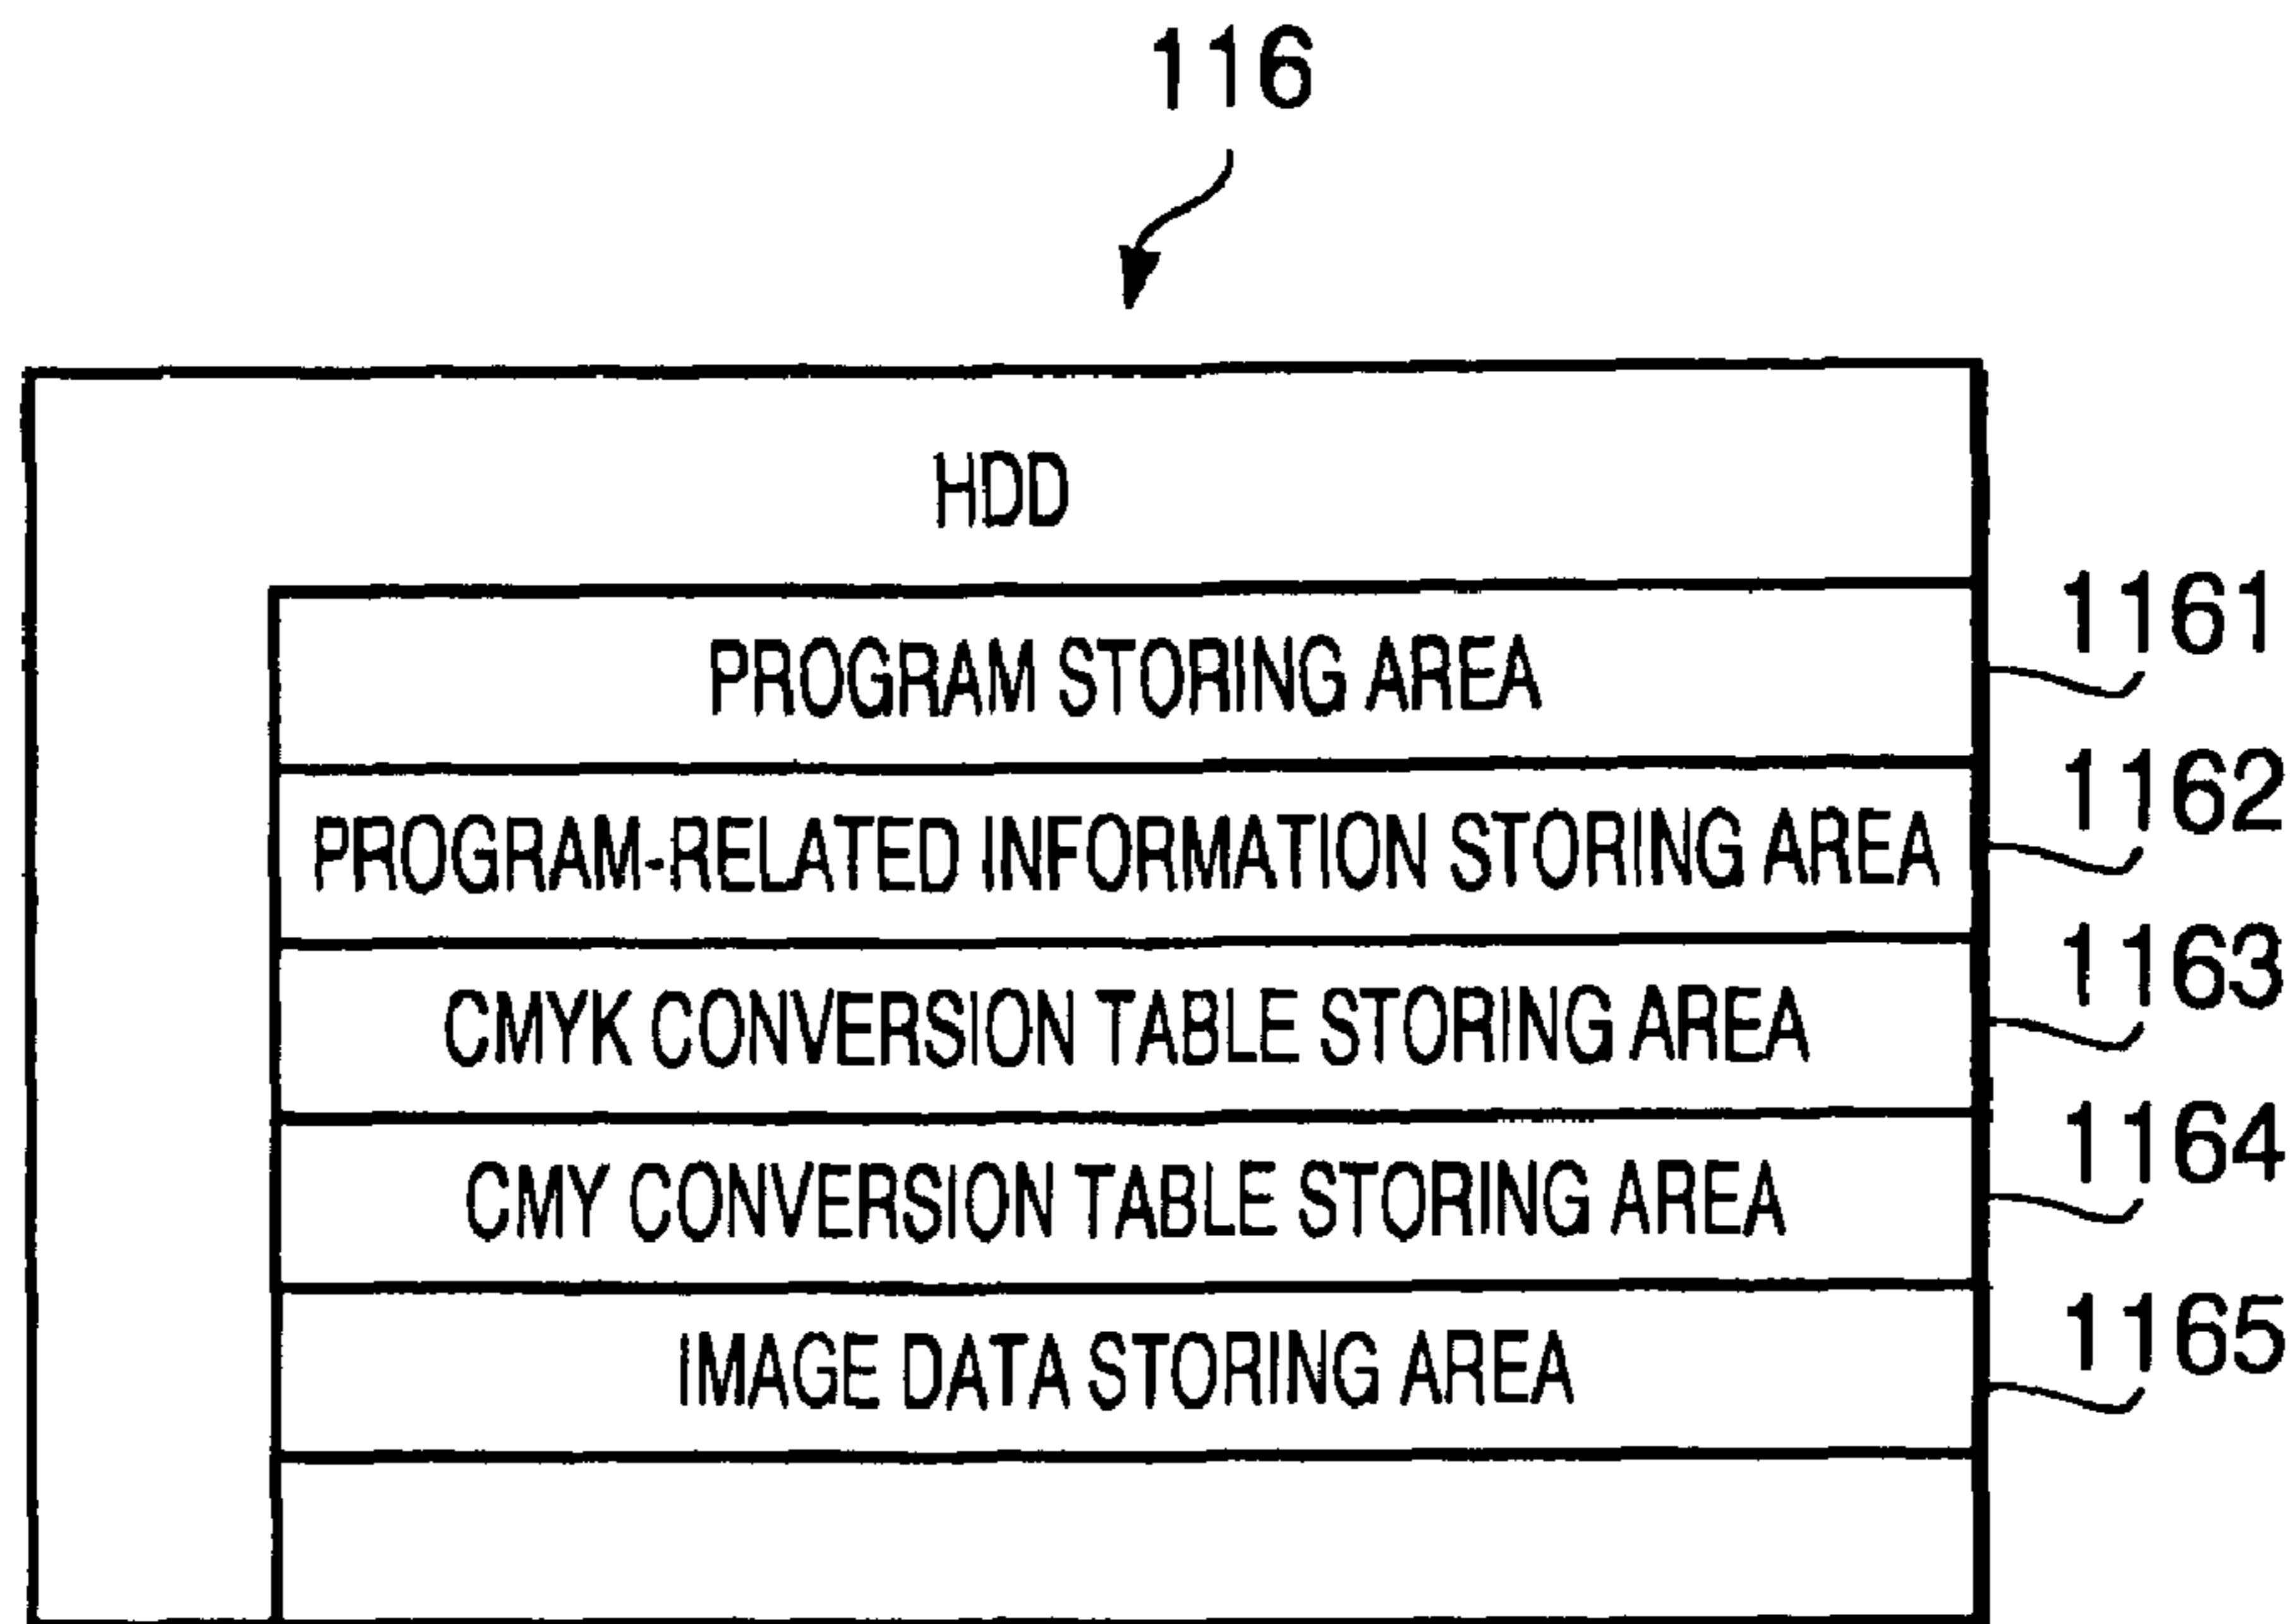 116
HDD
PROGRAM STORING AREA 1161
PROGRAM-RELATED INFORMATION STORING AREA 1162
CMYK CONVERSION TABLE STORING AREA 1163
CMY CONVERSION TABLE STORING AREA 1164
IMAGE DATA STORING AREA 1165